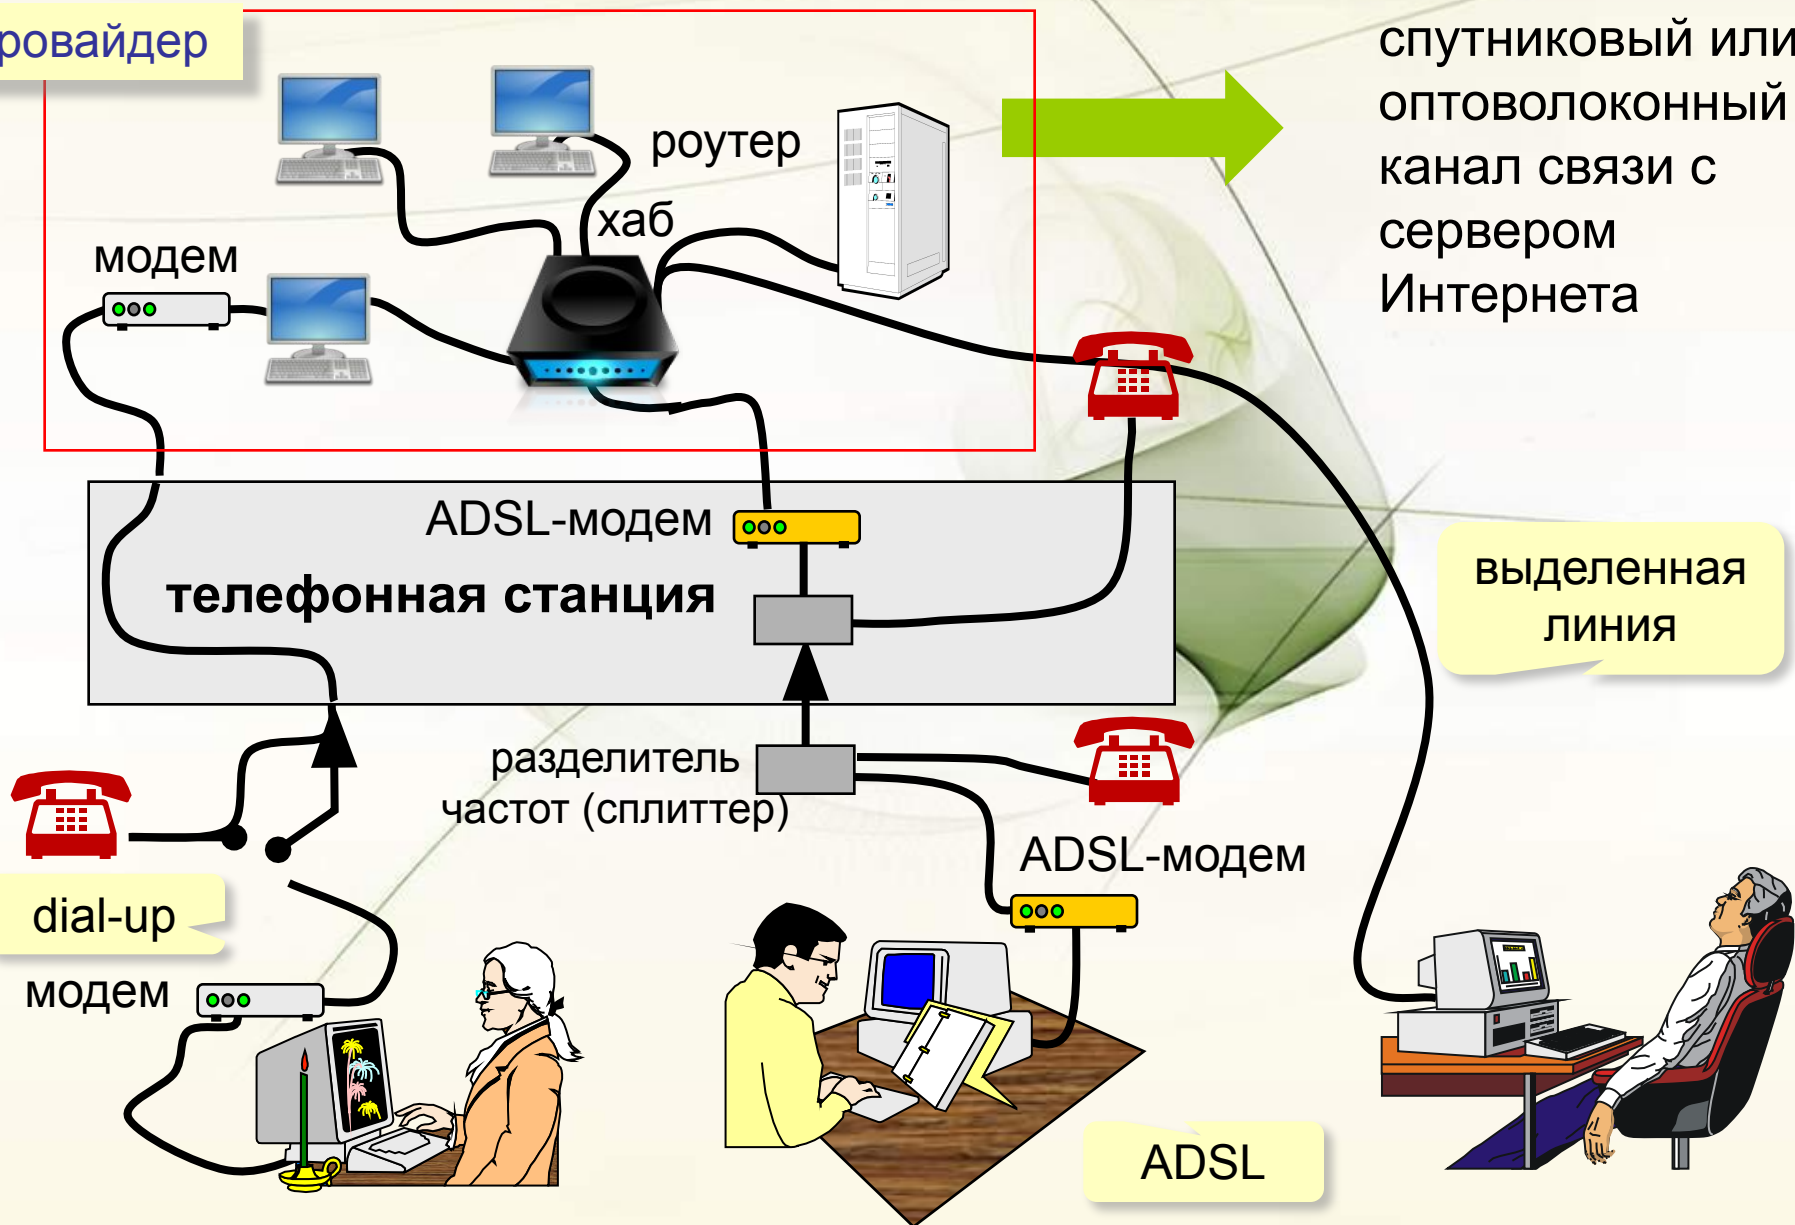 ровайдер
спутниковый или
оптоволоконный
канал связи с
сервером
Интернета
роутер
хаб
модем
ADSL-модем
телефонная станция
выделенная
линия
разделитель
частот (сплиттер)
ADSL-модем
dial-up
модем
ADSL